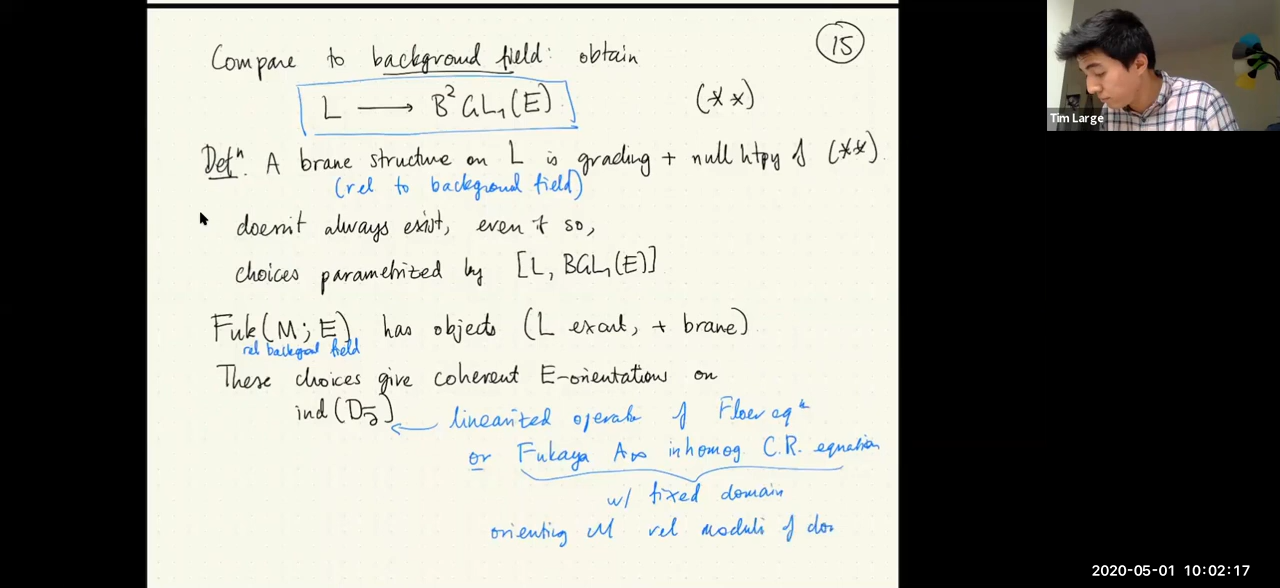 15
Compare to background field: obtain
L ⟶ B²GL₁(E) (**)
Defⁿ: A brane structure on L is grading + null htpy of (**).
(rel to background field)
doesn't always exist, even if so,
choices parametrized by [L, BGL₁(E)]
Fuk(M; E) has objects (L exact, + brane)
rel backgd field
These choices give coherent E-orientations on
ind(D_∂̄) ← linearized operator of Floer eqⁿ
or Fukaya A∞ inhomog C.R. equation
w/ fixed domain
orienting M rel moduli of dom
Tim Large
2020-05-01 10:02:17